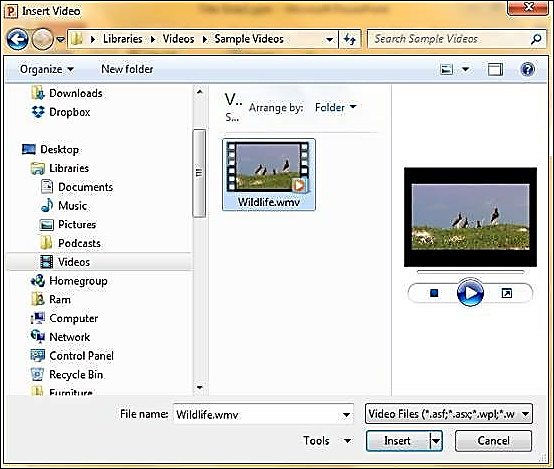 Insert Video
Libraries Videos Sample Videos
Search Sample Videos
Organize New folder
Downloads
Dropbox
Desktop
Libraries
Documents
Music
Pictures
Podcasts
Videos
Homegroup
Ram
Computer
Network
Control Panel
Recycle Bin
Furniture
V..
S...
Arrange by: Folder
Wildlife.wmv
File name: Wildlife.wmv
Video Files (*.asf;*.asx;*.wpl;*.w
Tools Insert Cancel